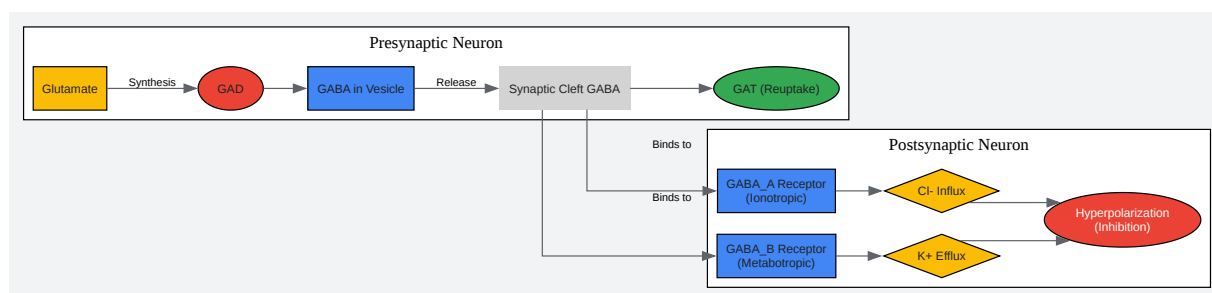 Presynaptic Neuron
Glutamate
Synthesis
GAD
GABA in Vesicle
Release
Synaptic Cleft GABA
GAT (Reuptake)
Binds to
Binds to
Postsynaptic Neuron
GABA_A Receptor
(Ionotropic)
Cl- Influx
GABA_B Receptor
(Metabotropic)
K+ Efflux
Hyperpolarization
(Inhibition)